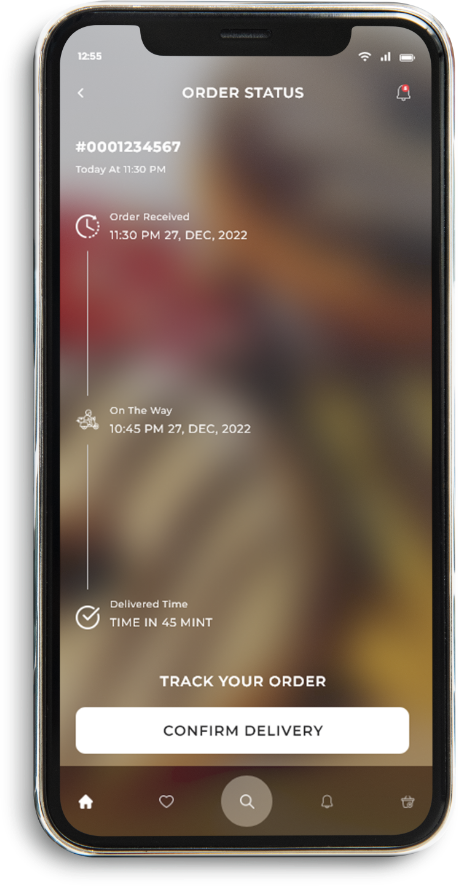 12:55
ORDER STATUS
#0001234567
Today At 11:30 PM
Order Received
11:30 PM 27, DEC, 2022
On The Way
10:45 PM 27, DEC, 2022
Delivered Time
TIME IN 45 MINT
TRACK YOUR ORDER
CONFIRM DELIVERY